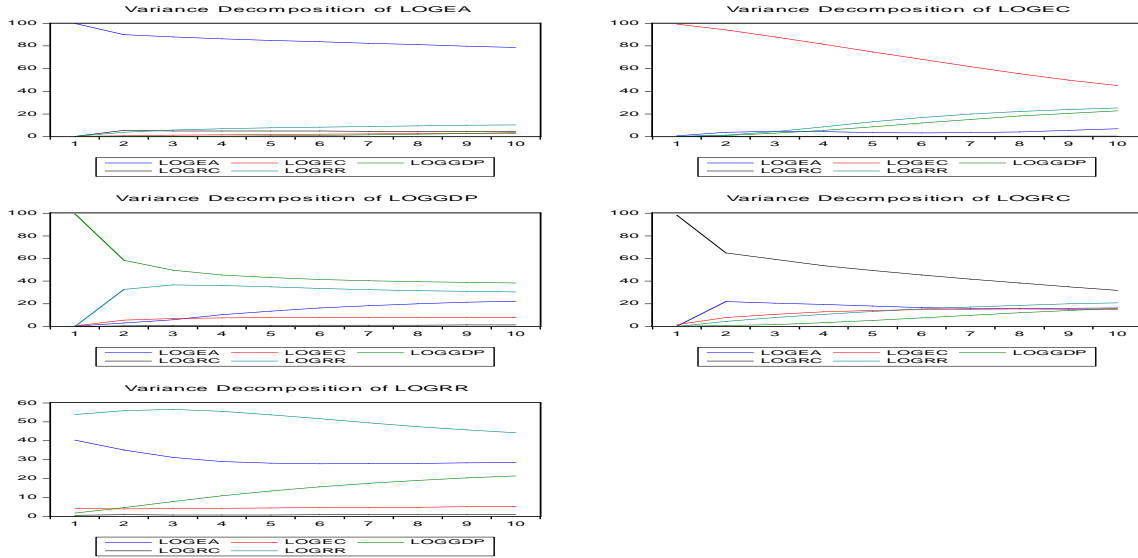 Variance Decomposition of LOGEA
100
80
60
40
20
0
1 2 3 4 5 6 7 8 9 10
LOGEA LOGEC LOGGDP
LOGRC LOGRR
Variance Decomposition of LOGEC
100
80
60
40
20
0
1 2 3 4 5 6 7 8 9 10
LOGEA LOGEC LOGGDP
LOGRC LOGRR
Variance Decomposition of LOGGDP
100
80
60
40
20
0
1 2 3 4 5 6 7 8 9 10
LOGEA LOGEC LOGGDP
LOGRC LOGRR
Variance Decomposition of LOGRC
100
80
60
40
20
0
1 2 3 4 5 6 7 8 9 10
LOGEA LOGEC LOGGDP
LOGRC LOGRR
Variance Decomposition of LOGRR
60
50
40
30
20
10
0
1 2 3 4 5 6 7 8 9 10
LOGEA LOGEC LOGGDP
LOGRC LOGRR